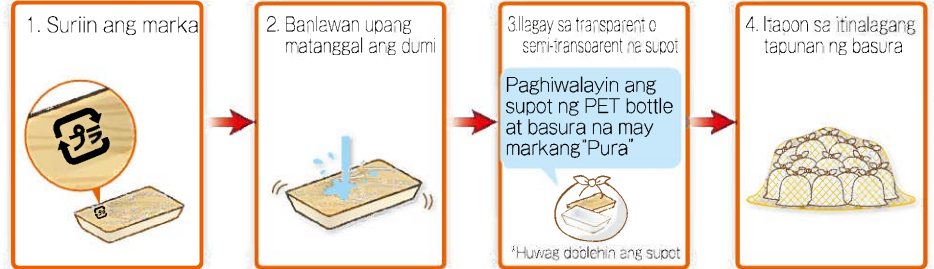 1. Suriin ang marka
プラ
2. Banlawan upang
matanggal ang dumi
3.Ilagay sa transparent o
semi-transparent na supot
Paghiwalayin ang
supot ng PET bottle
at basura na may
markang"Pura"
*Huwag doblehin ang supot
4. Itapon sa itinalagang
tapunan ng basura